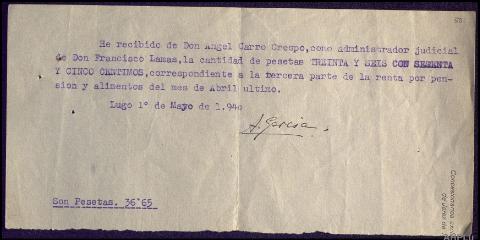 He recibido de Don Angel Carro Crespo, como administrador judicial
de Don Francisco Lamas, la cantidad de pesetas TREINTA Y SEIS CON SESENTA
Y CINCO CENTIMOS, correspondiente a la tercera parte de la renta por pen-
sion y alimentos del mes de Abril ultimo.
Lugo 1º de Mayo de 1.940
A. Garcia.
Son Pesetas. 36'65